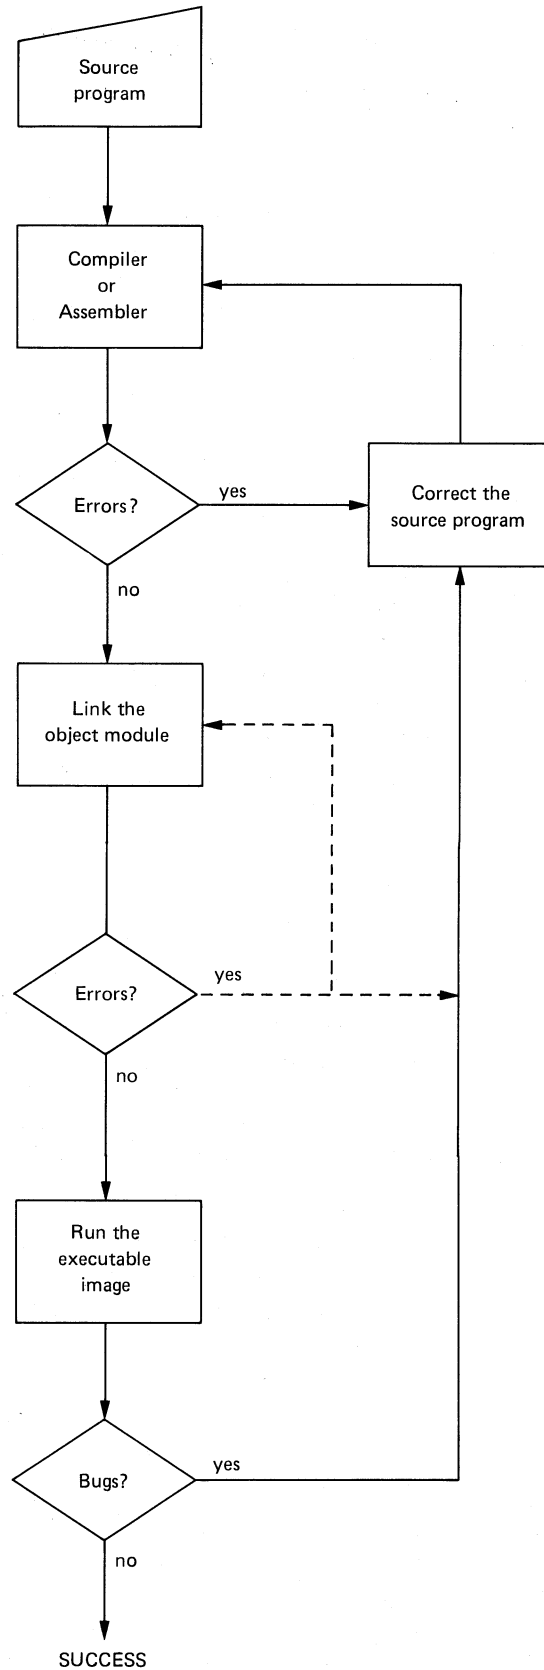 Source
program
Compiler
or
Assembler
Errors?
yes
Correct the
source program
no
Link the
object module
Errors?
yes
no
Run the
executable
image
Bugs?
yes
no
SUCCESS